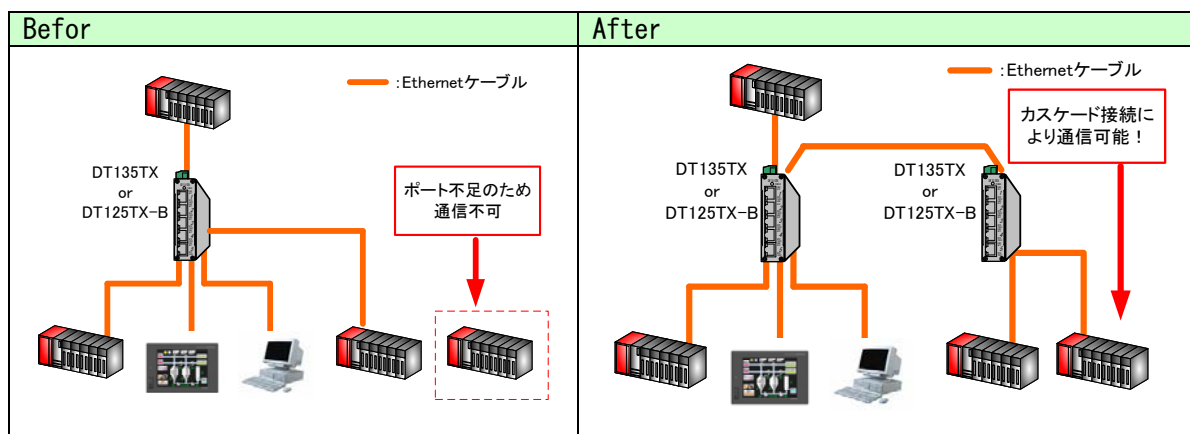 Befor
:Ethernetケーブル
DT135TX
or
DT125TX-B
ポート不足のため
通信不可
After
:Ethernetケーブル
カスケード接続に
より通信可能！
DT135TX
or
DT125TX-B
DT135TX
or
DT125TX-B